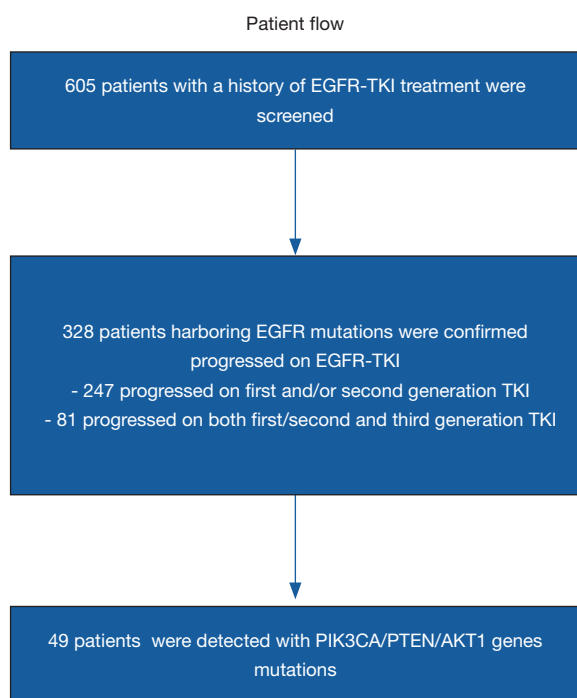 Patient flow
605 patients with a history of EGFR-TKI treatment were
screened
328 patients harboring EGFR mutations were confirmed
progressed on EGFR-TKI
- 247 progressed on first and/or second generation TKI
- 81 progressed on both first/second and third generation TKI
49 patients were detected with PIK3CA/PTEN/AKT1 genes
mutations